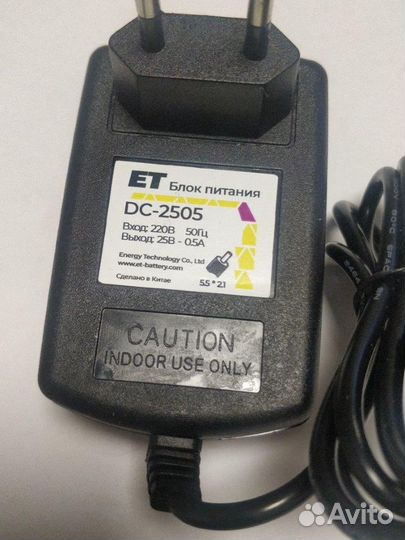 ET Блок питания
DC-2505
Вход: 220В 50Гц
Выход: 25В - 0.5А
Energy Technology Co., Ltd
www.et-battery.com
Сделано в Китае
5.5 * 2.1
CAUTION
INDOOR USE ONLY
Avito